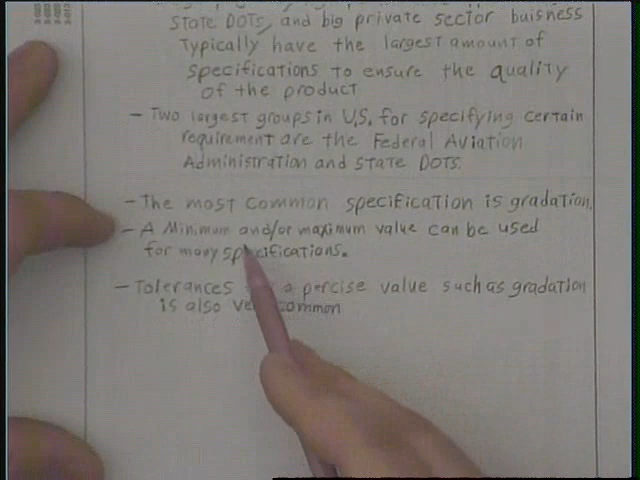 State DOTs, and big private sector buisness
Typically have the largest amount of
specifications to ensure the quality
of the product
- Two largest groups in U.S. for specifying certain
requirement are the Federal Aviation
Administration and State DOTS.
- The most common specification is gradation.
- A Minimum and/or maximum value can be used
for many specifications.
- Tolerances a percise value such as gradation
is also common